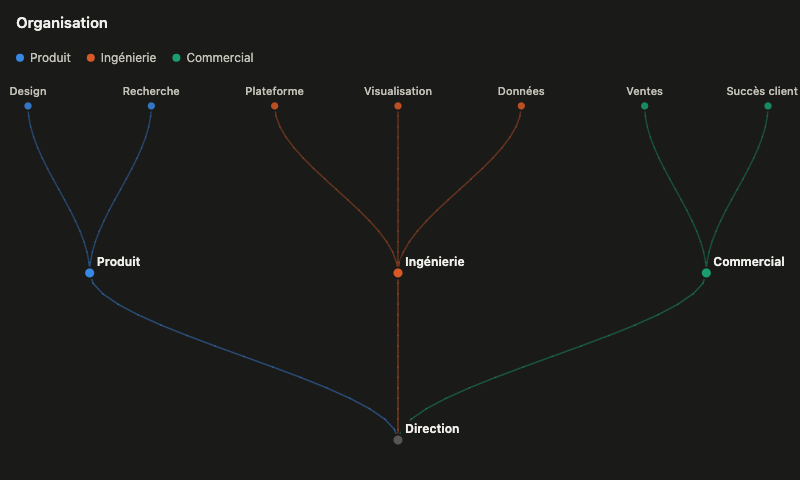 Organisation
Produit Ingénierie Commercial
Design Recherche Plateforme Visualisation Données Ventes Succès client
Produit Ingénierie Commercial
Direction